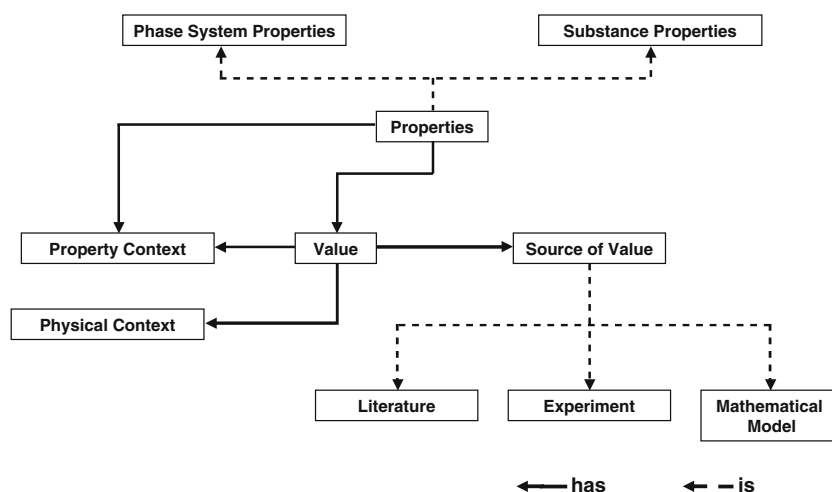 Phase System Properties
Substance Properties
Properties
Property Context
Value
Source of Value
Physical Context
Literature
Experiment
Mathematical
Model
has
is